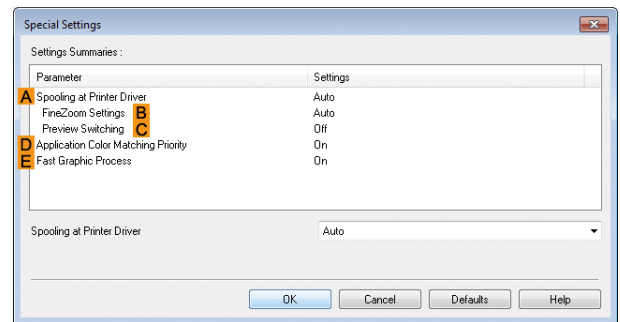 Special Settings
Settings Summaries :
Parameter Settings
A Spooling at Printer Driver Auto
FineZoom Settings B Auto
Preview Switching C Off
D Application Color Matching Priority On
E Fast Graphic Process On
Spooling at Printer Driver Auto
OK Cancel Defaults Help